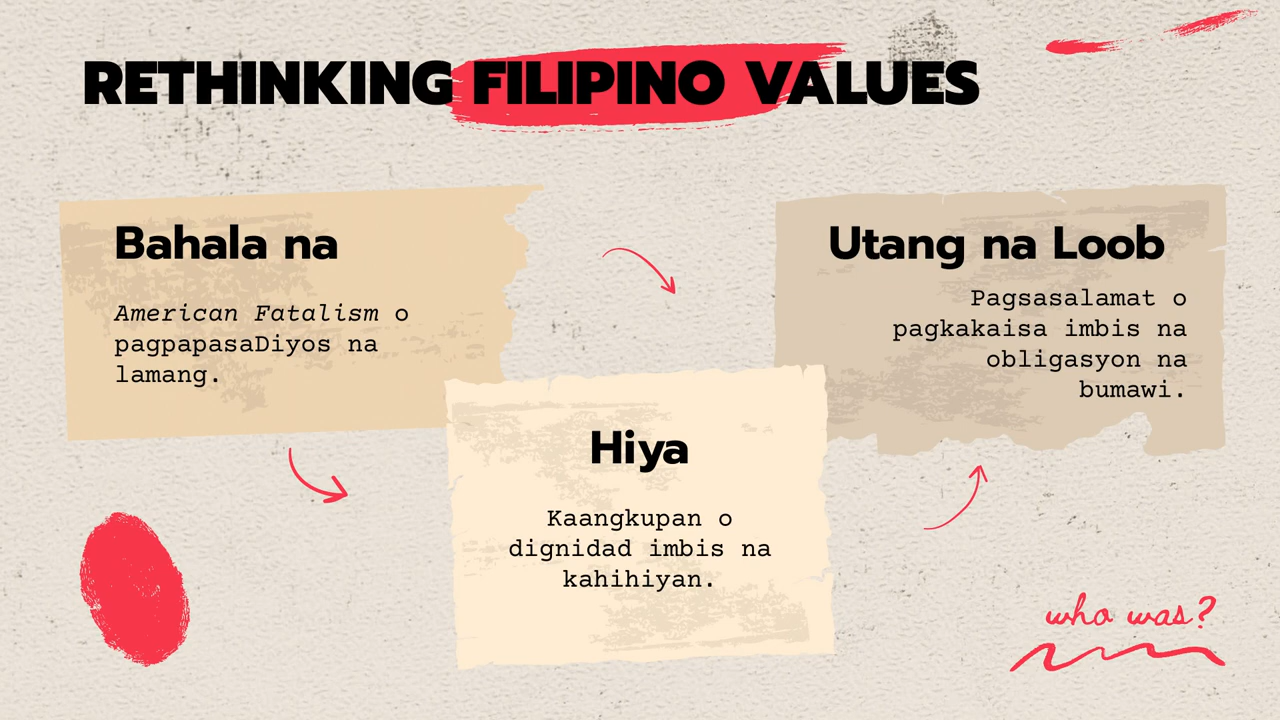 RETHINKING FILIPINO VALUES
Bahala na
American Fatalism o
pagpapasaDiyos na
lamang.
Utang na Loob
Pagsasalamat o
pagkakaisa imbis na
obligasyon na
bumawi.
Hiya
Kaangkupan o
dignidad imbis na
kahihiyan.
who was?